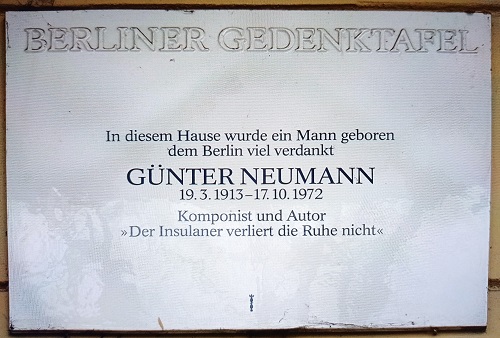 BERLINER GEDENKTAFEL
In diesem Hause wurde ein Mann geboren
dem Berlin viel verdankt
GÜNTER NEUMANN
19. 3. 1913–17. 10. 1972
Komponist und Autor
»Der Insulaner verliert die Ruhe nicht«